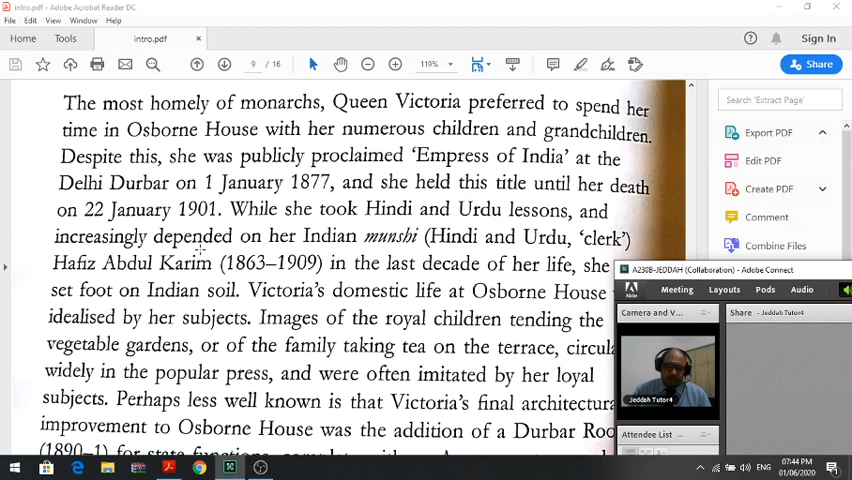 intro.pdf - Adobe Acrobat Reader DC
File Edit View Window Help
Home Tools intro.pdf × Sign In
9 / 16 119% Share
The most homely of monarchs, Queen Victoria preferred to spend her
time in Osborne House with her numerous children and grandchildren.
Despite this, she was publicly proclaimed ‘Empress of India’ at the
Delhi Durbar on 1 January 1877, and she held this title until her death
on 22 January 1901. While she took Hindi and Urdu lessons, and
increasingly depended on her Indian munshi (Hindi and Urdu, ‘clerk’)
Hafiz Abdul Karim (1863–1909) in the last decade of her life, she
set foot on Indian soil. Victoria’s domestic life at Osborne House
idealised by her subjects. Images of the royal children tending the
vegetable gardens, or of the family taking tea on the terrace, circula
widely in the popular press, and were often imitated by her loyal
subjects. Perhaps less well known is that Victoria’s final architectura
improvement to Osborne House was the addition of a Durbar Roo
(1890–1) for state functions,
Search 'Extract Page'
Export PDF
Edit PDF
Create PDF
Comment
Combine Files
A230B-JEDDAH (Collaboration) - Adobe Connect
Meeting Layouts Pods Audio
Camera and V...
Share - Jeddah Tutor4
Jeddah Tutor4
Attendee List
ENG
07:44 PM
01/06/2020